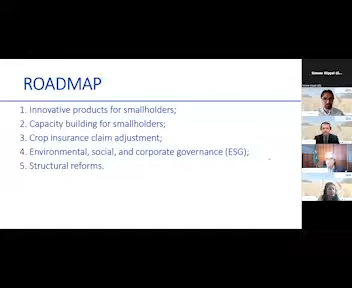 ROADMAP
1. Innovative products for smallholders;
2. Capacity building for smallholders;
3. Crop insurance claim adjustment;
4. Environmental, social, and corporate governance (ESG);
5. Structural reforms.